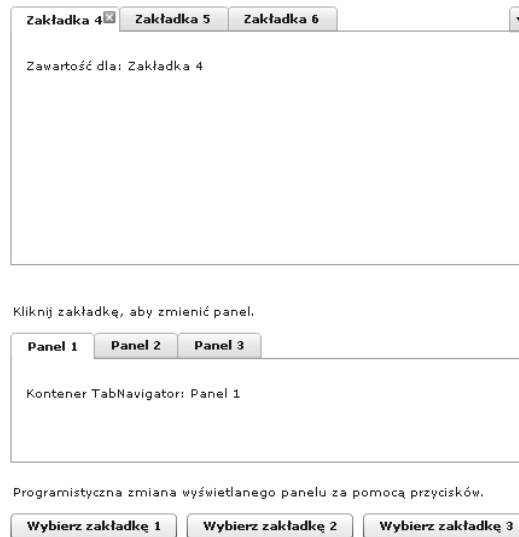 Zakładka 4 Zakładka 5 Zakładka 6
Zawartość dla: Zakładka 4
Kliknij zakładkę, aby zmienić panel.
Panel 1 Panel 2 Panel 3
Kontener TabNavigator: Panel 1
Programistyczna zmiana wyświetlanego panelu za pomocą przycisków.
Wybierz zakładkę 1 Wybierz zakładkę 2 Wybierz zakładkę 3